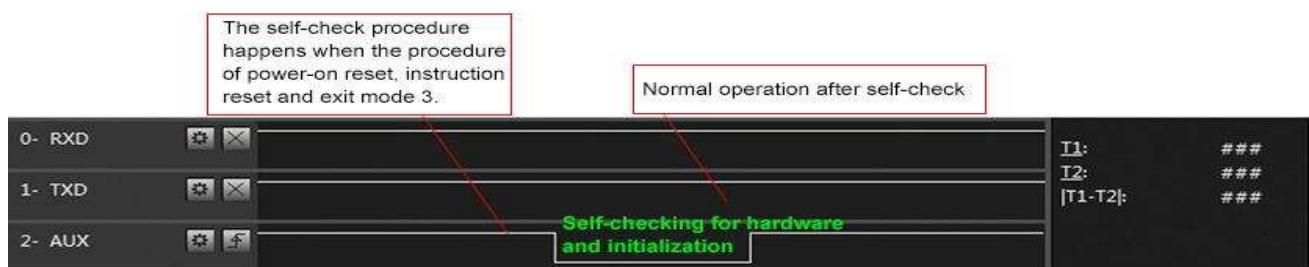 The self-check procedure
happens when the procedure
of power-on reset, instruction
reset and exit mode 3.
Normal operation after self-check
0- RXD
T1: ###
1- TXD
T2: ###
|T1-T2|: ###
2- AUX
Self-checking for hardware
and initialization